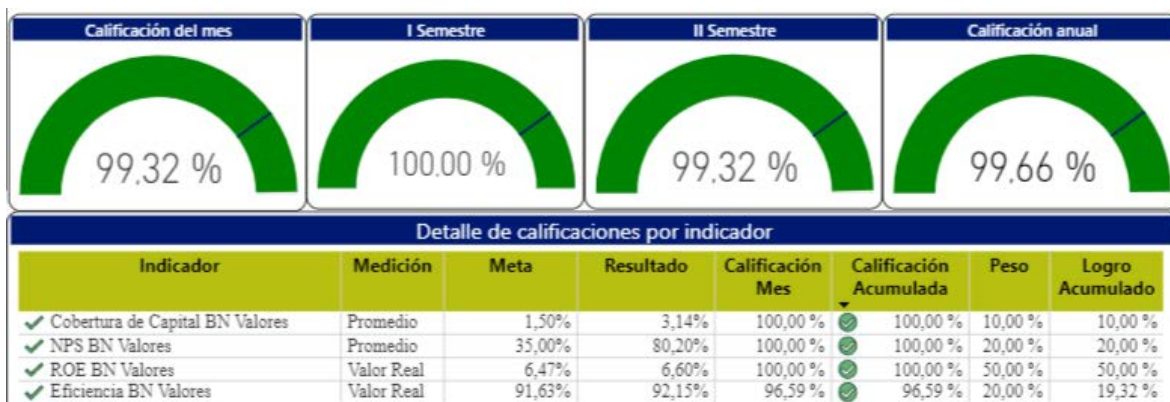 Calificación del mes I Semestre II Semestre Calificación anual
99,32 % 100,00 % 99,32 % 99,66 %
Detalle de calificaciones por indicador
Indicador Medición Meta Resultado Calificación Mes Calificación Acumulada Peso Logro Acumulado
Cobertura de Capital BN Valores Promedio 1,50% 3,14% 100,00 % 100,00 % 10,00 % 10,00 %
NPS BN Valores Promedio 35,00% 80,20% 100,00 % 100,00 % 20,00 % 20,00 %
ROE BN Valores Valor Real 6,47% 6,60% 100,00 % 100,00 % 50,00 % 50,00 %
Eficiencia BN Valores Valor Real 91,63% 92,15% 96,59 % 96,59 % 20,00 % 19,32 %